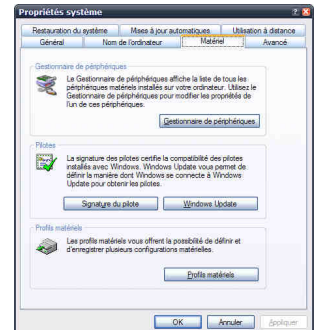 Propriétés système
Restauration du système Mises à jour automatiques Utilisation à distance
Général Nom de l'ordinateur Matériel Avancé
Gestionnaire de périphériques
Le Gestionnaire de périphériques affiche la liste de tous les
périphériques matériels installés sur votre ordinateur. Utilisez le
Gestionnaire de périphériques pour modifier les propriétés de
l'un de ces périphériques.
Gestionnaire de périphériques
Pilotes
La signature des pilotes certifie la compatibilité des pilotes
installés avec Windows. Windows Update vous permet de
définir la manière dont Windows se connecte à Windows
Update pour obtenir les pilotes.
Signature du pilote Windows Update
Profils matériels
Les profils matériels vous offrent la possibilité de définir et
d'enregistrer plusieurs configurations matérielles.
Profils matériels
OK Annuler Appliquer